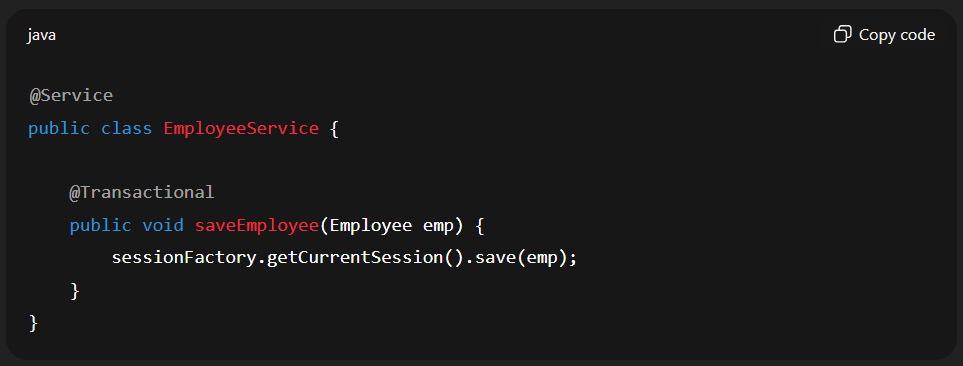 java
Copy code
@Service
public class EmployeeService {
    @Transactional
    public void saveEmployee(Employee emp) {
        sessionFactory.getCurrentSession().save(emp);
    }
}